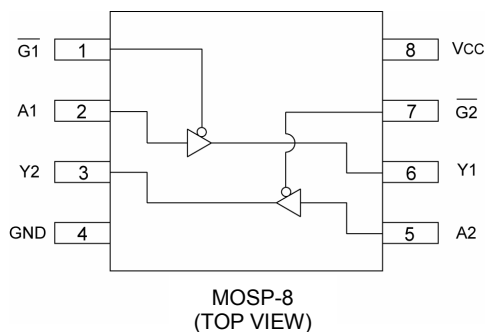 G1 1 8 VCC
A1 2 7 G2
Y2 3 6 Y1
GND 4 5 A2
MOSP-8
(TOP VIEW)